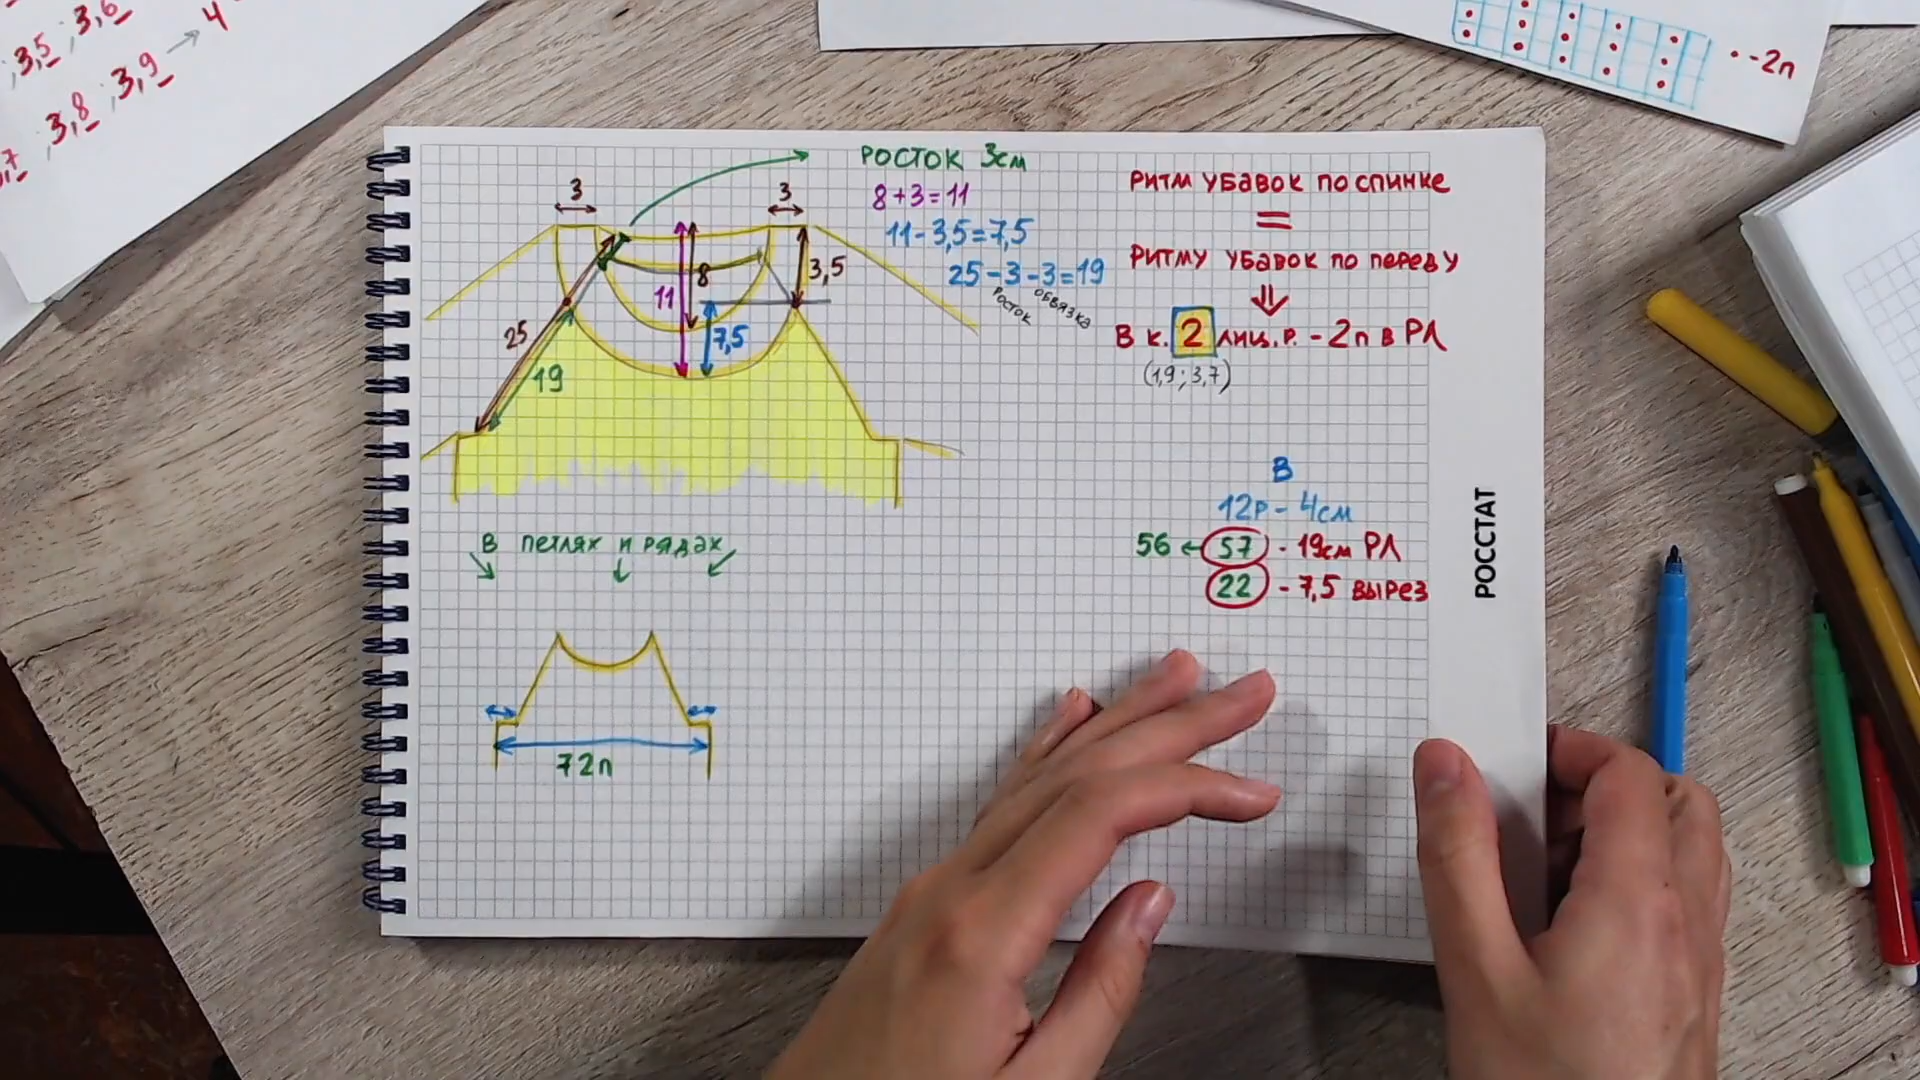 ; 3,5 ; 3,6
; 3,8 ; 3,9 → 4
,7
• -2п
РОСТОК 3см
8+3=11
11-3,5=7,5
25-3-3=19
росток
обвязка
3
3
3,5
8
11
7,5
25
19
РИТМ УБАВОК ПО СПИНКЕ
=
РИТМУ УБАВОК ПО ПЕРЕДУ
⇓
В к. 2 лиц. р. - 2п в РЛ
(1,9 ; 3,7)
В
12р - 4см
56 ← 57 - 19см РЛ
22 - 7,5 вырез
В петлях и рядах
72п
РОССТАТ